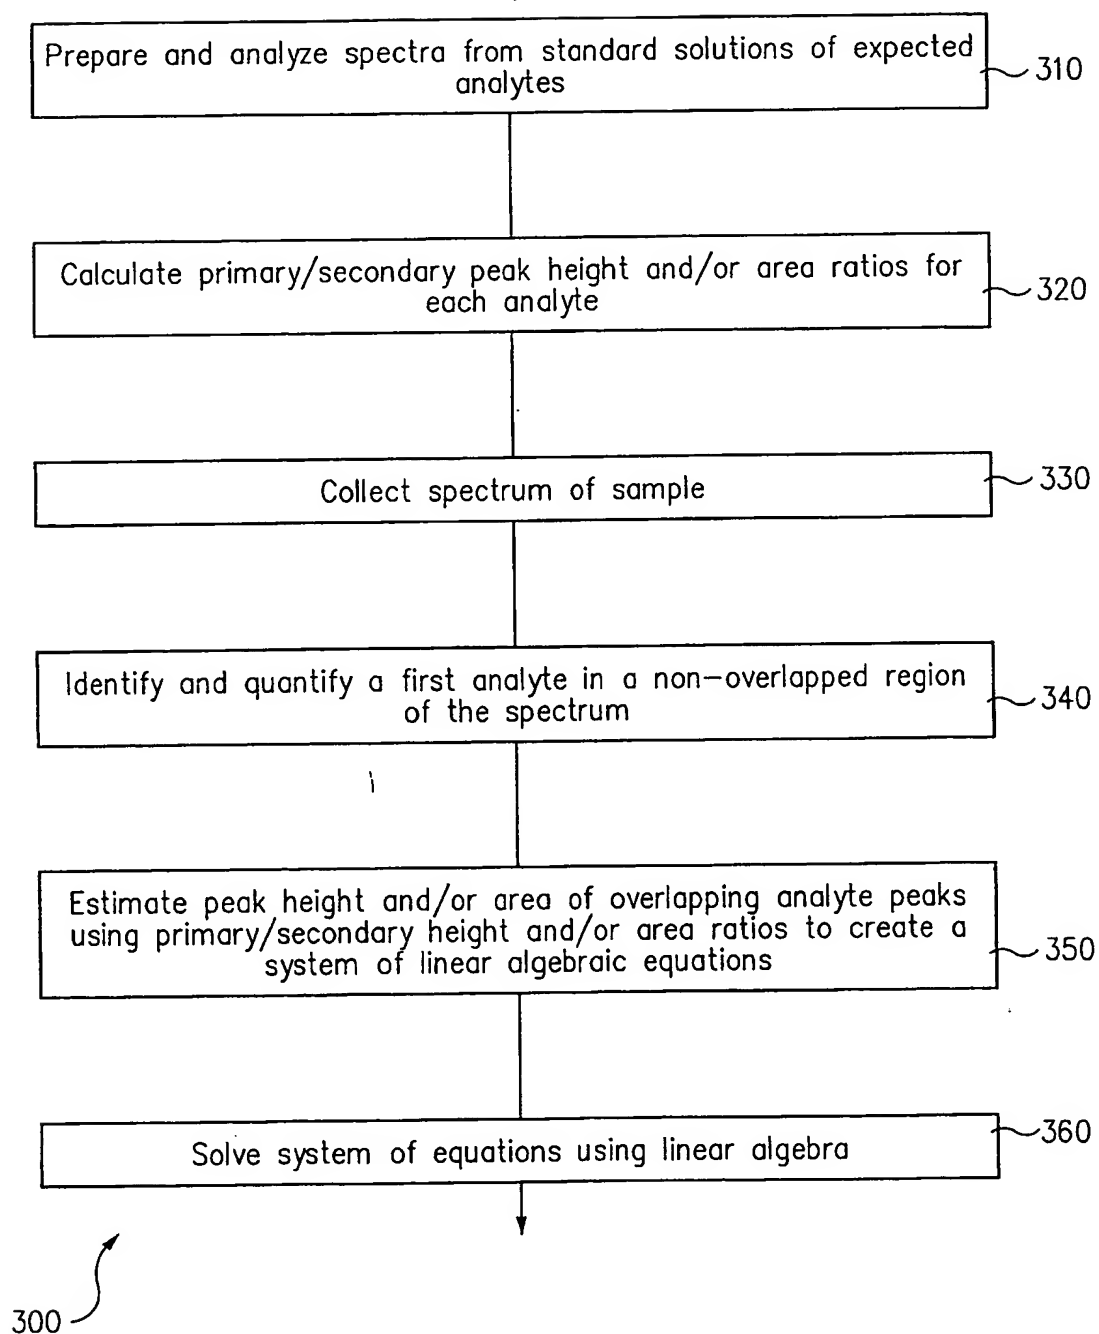 Prepare and analyze spectra from standard solutions of expected
analytes
310
Calculate primary/secondary peak height and/or area ratios for
each analyte
320
Collect spectrum of sample
330
Identify and quantify a first analyte in a non-overlapped region
of the spectrum
340
Estimate peak height and/or area of overlapping analyte peaks
using primary/secondary height and/or area ratios to create a
system of linear algebraic equations
350
Solve system of equations using linear algebra
360
300